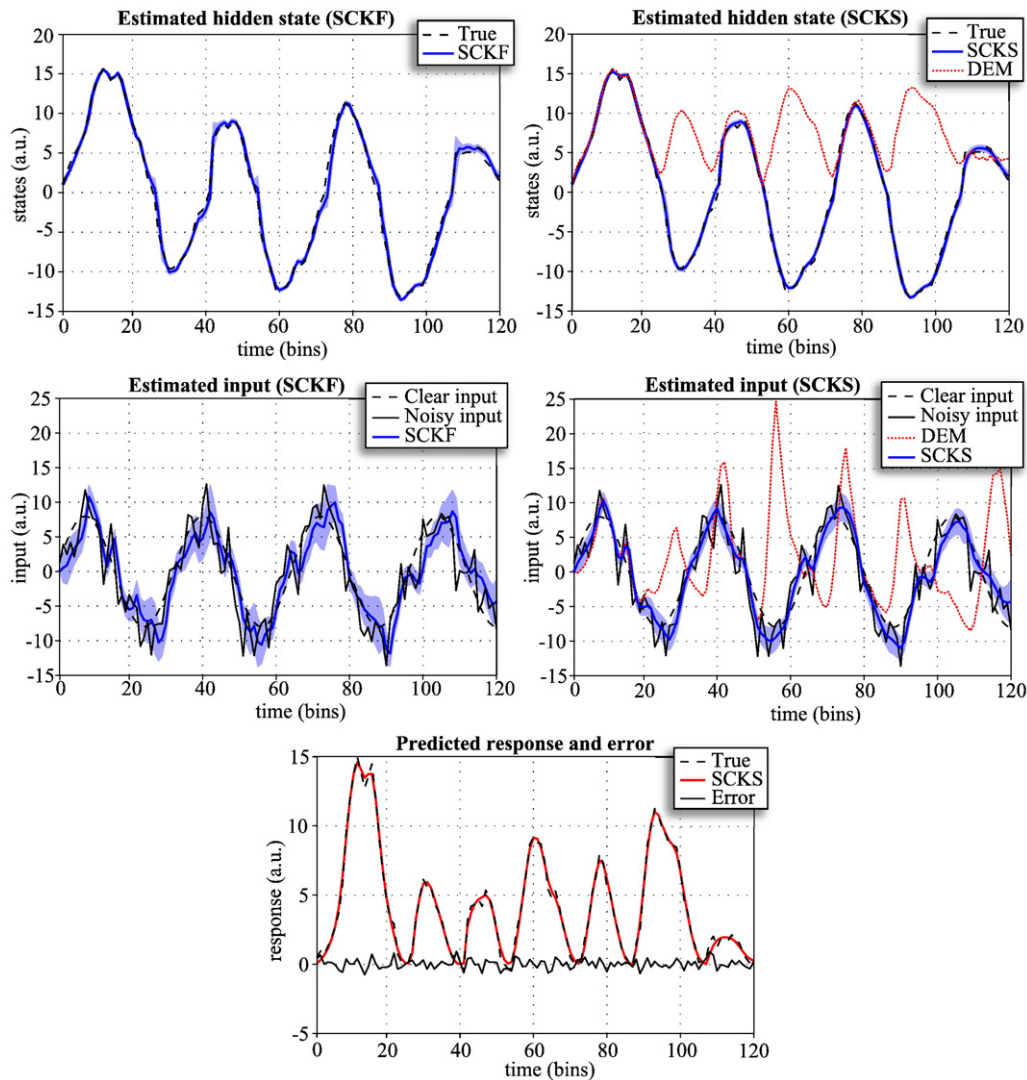 Estimated hidden state (SCKF)
True
SCKF
states (a.u.)
20
15
10
5
0
-5
-10
-15
0 20 40 60 80 100 120
time (bins)
Estimated hidden state (SCKS)
True
SCKS
DEM
states (a.u.)
20
15
10
5
0
-5
-10
-15
0 20 40 60 80 100 120
time (bins)
Estimated input (SCKF)
Clear input
Noisy input
SCKF
input (a.u.)
25
20
15
10
5
0
-5
-10
-15
0 20 40 60 80 100 120
time (bins)
Estimated input (SCKS)
Clear input
Noisy input
DEM
SCKS
input (a.u.)
25
20
15
10
5
0
-5
-10
-15
0 20 40 60 80 100 120
time (bins)
Predicted response and error
True
SCKS
Error
response (a.u.)
15
10
5
0
-5
0 20 40 60 80 100 120
time (bins)